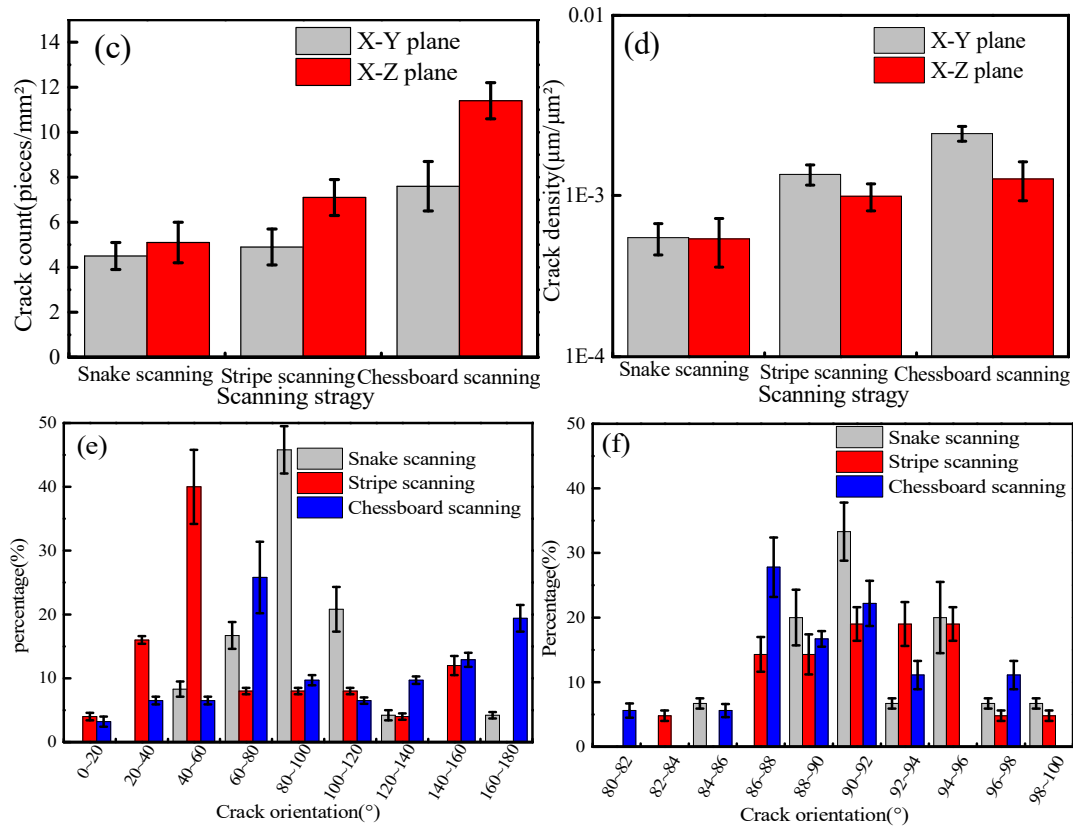 (c)
X-Y plane
X-Z plane
Crack count(pieces/mm²)
14
12
10
8
6
4
2
0
Snake scanning
Stripe scanning
Chessboard scanning
Scanning stragy
(d)
X-Y plane
X-Z plane
Crack density(μm/μm²)
0.01
1E-3
1E-4
Snake scanning
Stripe scanning
Chessboard scanning
Scanning stragy
(e)
Snake scanning
Stripe scanning
Chessboard scanning
percentage(%)
50
40
30
20
10
0
0~20
20~40
40~60
60~80
80~100
100~120
120~140
140~160
160~180
Crack orientation(°)
(f)
Snake scanning
Stripe scanning
Chessboard scanning
Percentage(%)
50
40
30
20
10
0
80~82
82~84
84~86
86~88
88~90
90~92
92~94
94~96
96~98
98~100
Crack orientation(°)